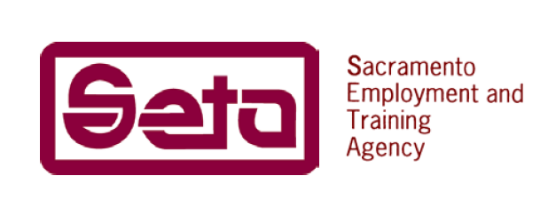 Seta
Sacramento
Employment and
Training
Agency